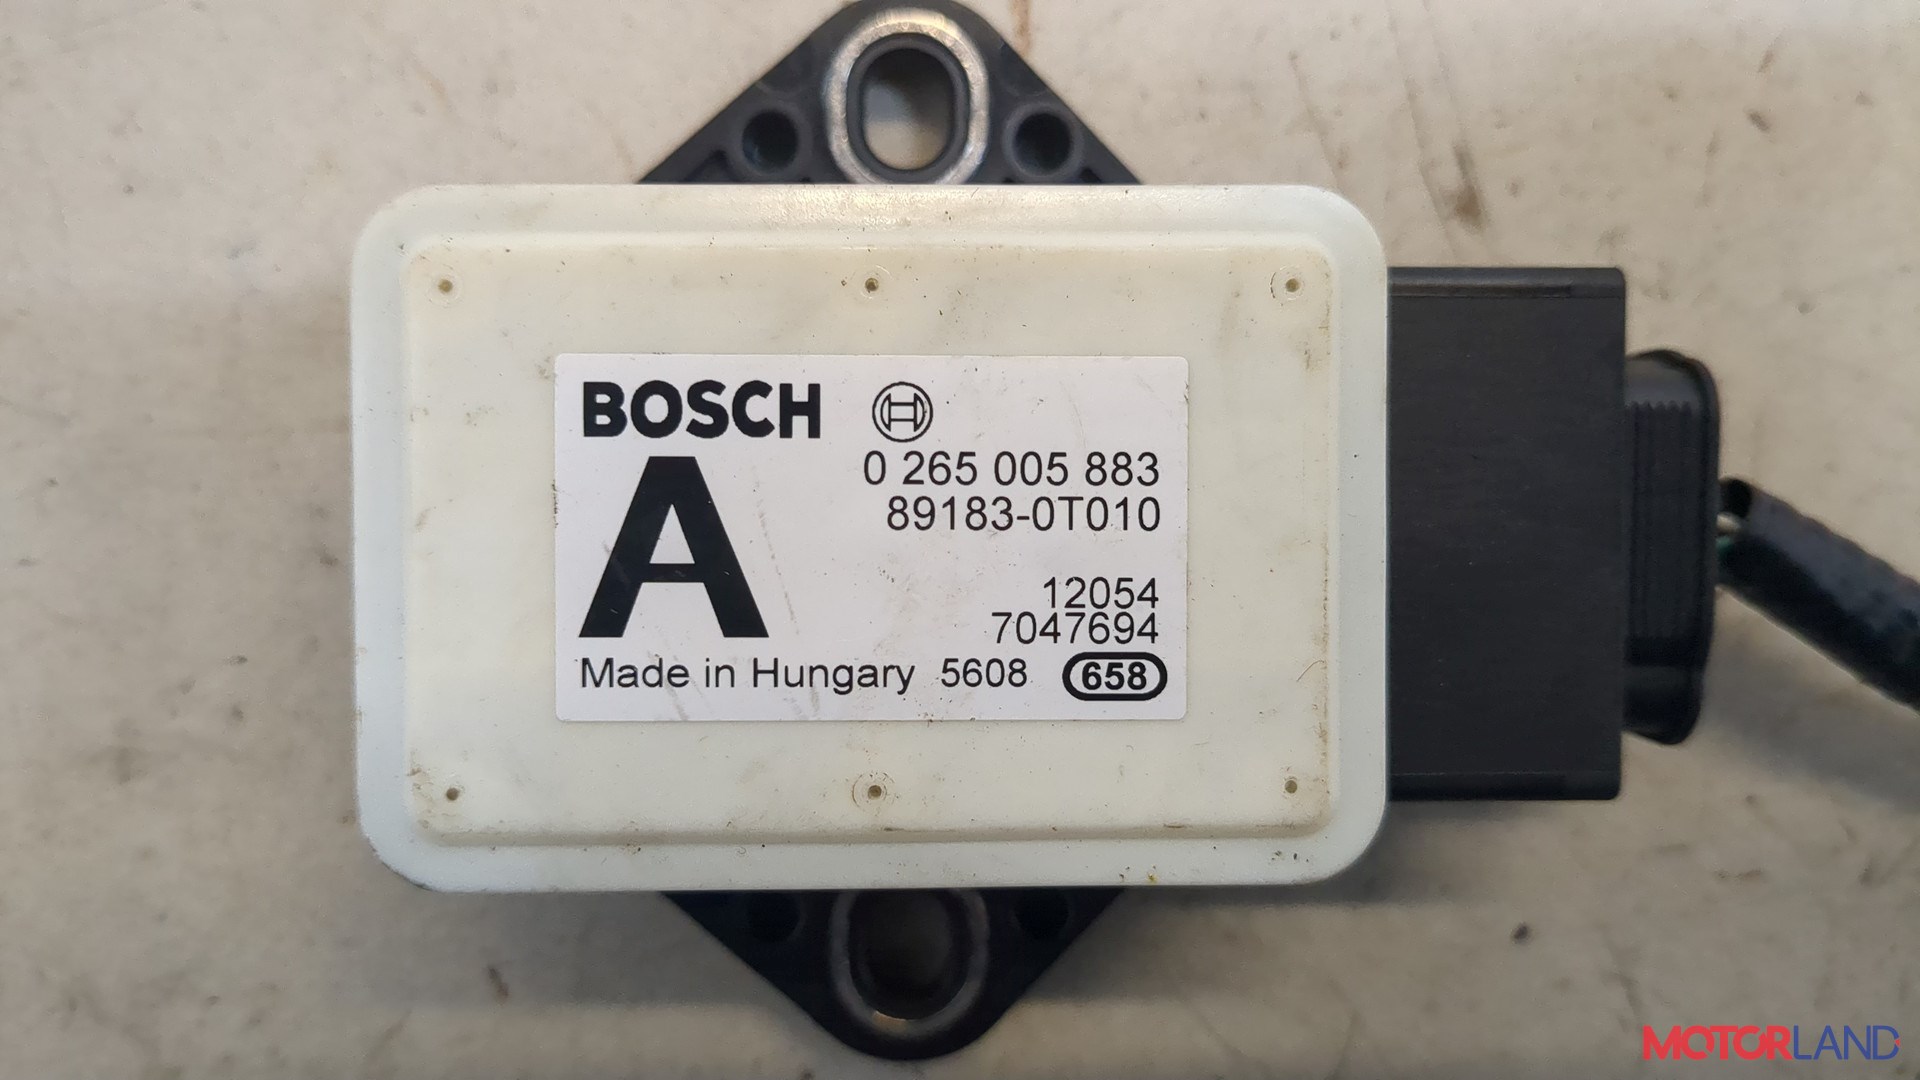 BOSCH
A
0 265 005 883
89183-0T010
12054
7047694
Made in Hungary 5608 658
MOTORLAND